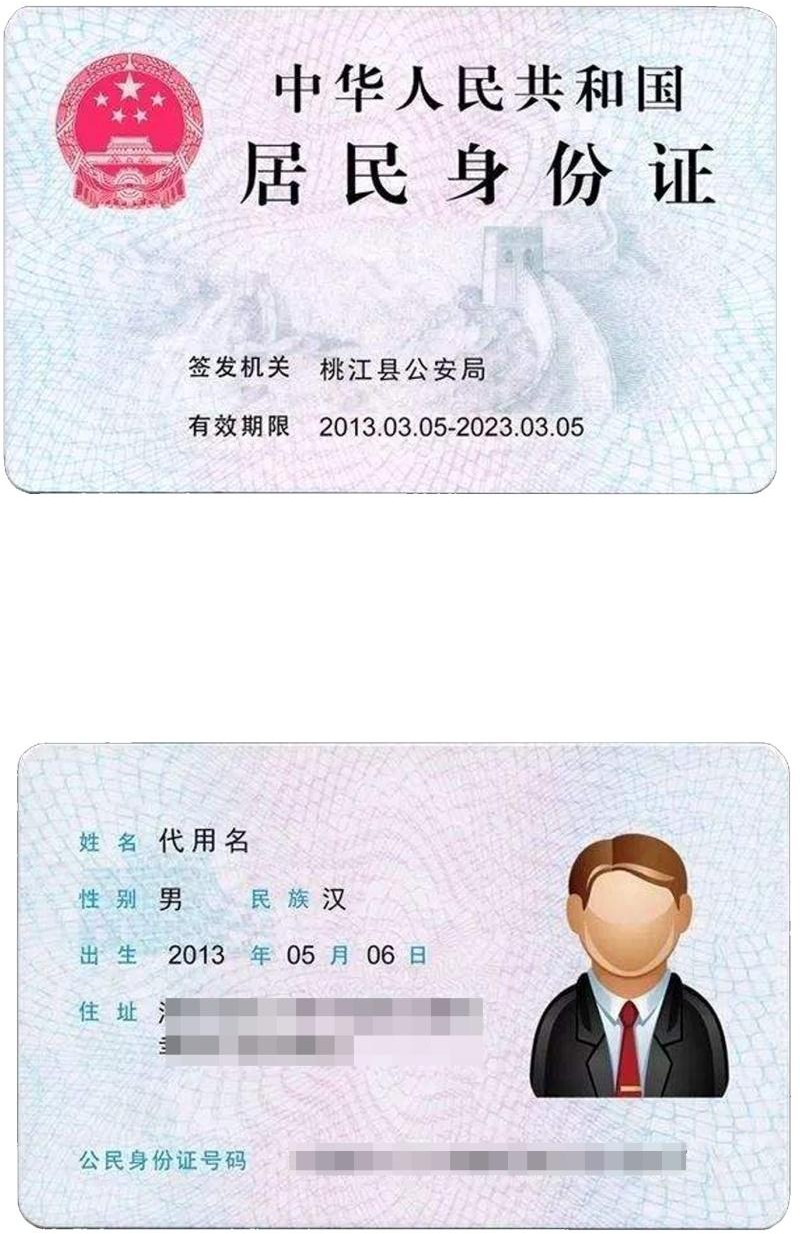 中华人民共和国
居民身份证
签发机关 桃江县公安局
有效期限 2013.03.05-2023.03.05
姓名 代用名
性别 男 民族 汉
出生 2013 年 05 月 06 日
住址
公民身份证号码